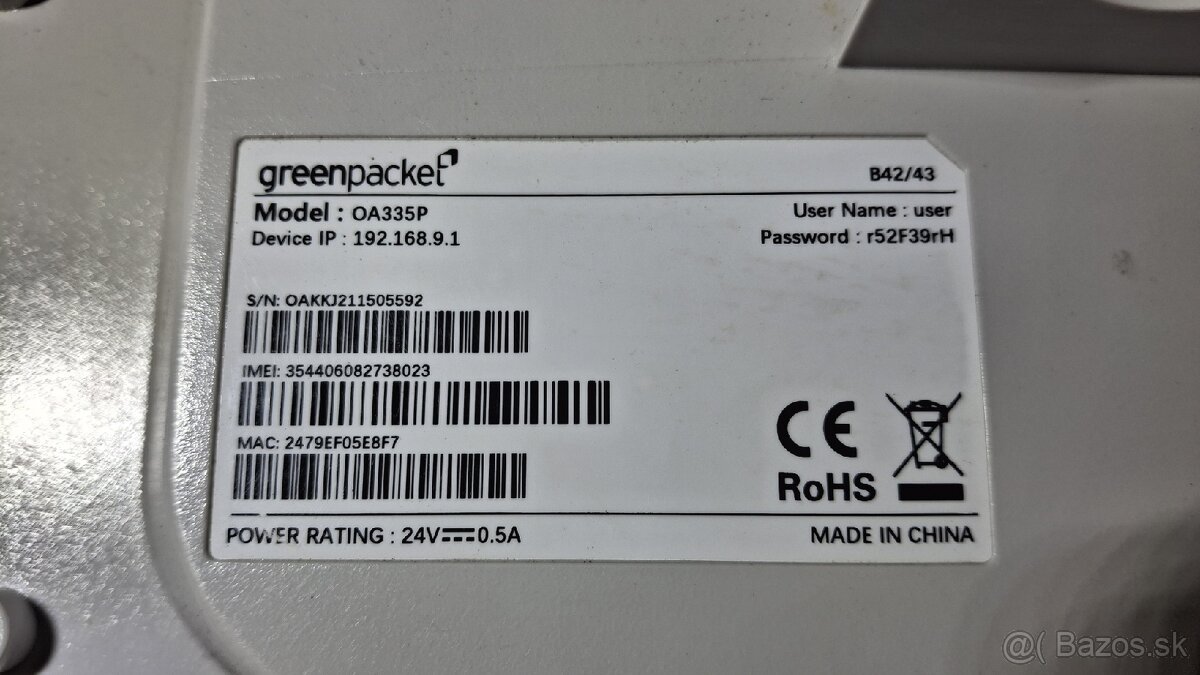 greenpacket
B42/43
Model : OA335P
User Name : user
Device IP : 192.168.9.1
Password : r52F39rH
S/N: OAKKJ211505592
IMEI: 354406082738023
MAC: 2479EF05E8F7
CE
RoHS
POWER RATING : 24V⎓0.5A
MADE IN CHINA
@( Bazos.sk